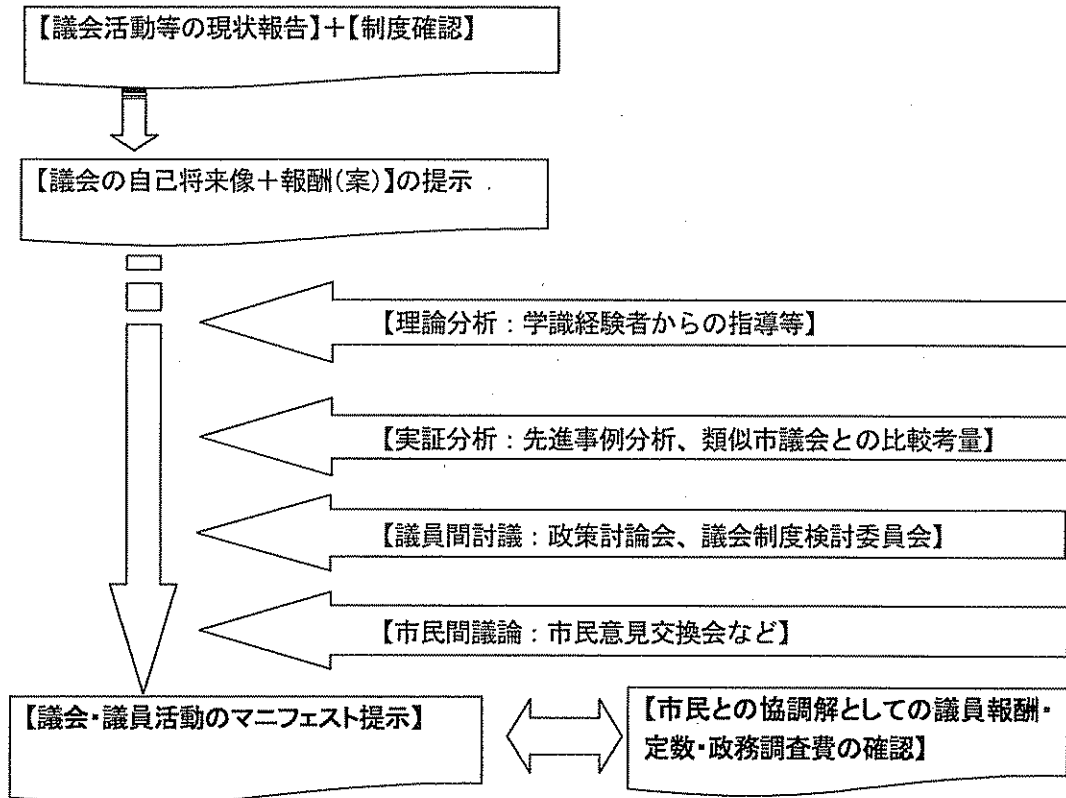 【議会活動等の現状報告】＋【制度確認】
【議会の自己将来像＋報酬（案）】の提示
【理論分析：学識経験者からの指導等】
【実証分析：先進事例分析、類似市議会との比較考量】
【議員間討議：政策討論会、議会制度検討委員会】
【市民間議論：市民意見交換会など】
【議会・議員活動のマニフェスト提示】
【市民との協調解としての議員報酬・
定数・政務調査費の確認】